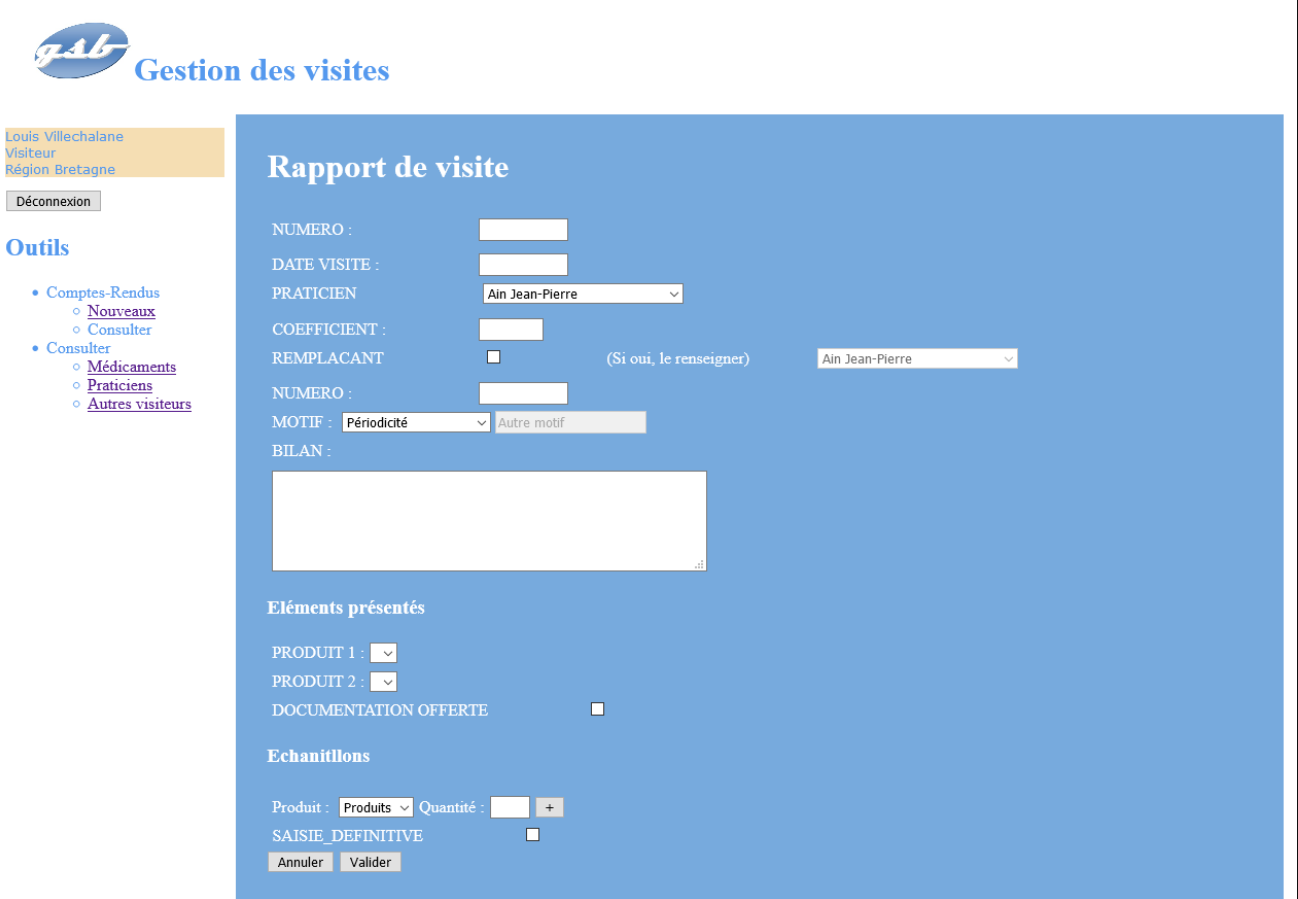 gsb
Gestion des visites
Louis Villechalane
Visiteur
Région Bretagne
Déconnexion
Outils
Comptes-Rendus
Nouveaux
Consulter
Consulter
Médicaments
Praticiens
Autres visiteurs
Rapport de visite
NUMERO :
DATE VISITE :
PRATICIEN Ain Jean-Pierre
COEFFICIENT :
REMPLACANT (Si oui, le renseigner) Ain Jean-Pierre
NUMERO :
MOTIF : Périodicité Autre motif
BILAN :
Eléments présentés
PRODUIT 1 :
PRODUIT 2 :
DOCUMENTATION OFFERTE
Echanitllons
Produit : Produits Quantité : +
SAISIE_DEFINITIVE
Annuler Valider